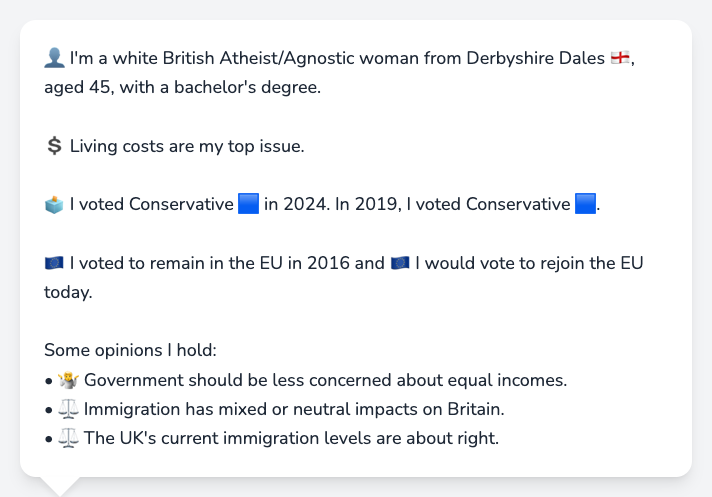 👤 I'm a white British Atheist/Agnostic woman from Derbyshire Dales 🏴󠁧󠁢󠁥󠁮󠁧󠁿,
aged 45, with a bachelor's degree.
💲 Living costs are my top issue.
🗳️ I voted Conservative 🟦 in 2024. In 2019, I voted Conservative 🟦.
🇪🇺 I voted to remain in the EU in 2016 and 🇪🇺 I would vote to rejoin the EU
today.
Some opinions I hold:
• 🤷 Government should be less concerned about equal incomes.
• ⚖️ Immigration has mixed or neutral impacts on Britain.
• ⚖️ The UK's current immigration levels are about right.